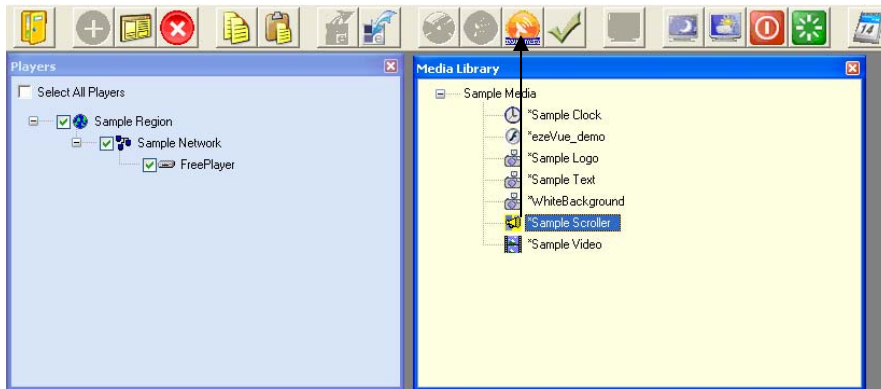 14
Players
Select All Players
Sample Region
Sample Network
FreePlayer
Media Library
Sample Media
*Sample Clock
*ezeVue_demo
*Sample Logo
*Sample Text
*WhiteBackground
*Sample Scroller
*Sample Video